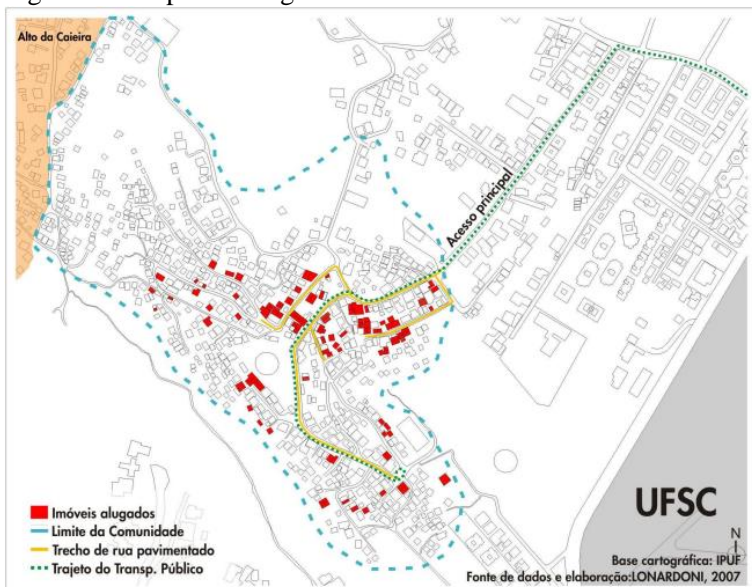 Alto da Caieira
Acesso principal
Imóveis alugados
Limite da Comunidade
Trecho de rua pavimentado
Trajeto do Transp. Público
UFSC
N
Base cartográfica: IPUF
Fonte de dados e elaboração:LONARDONI, 2007